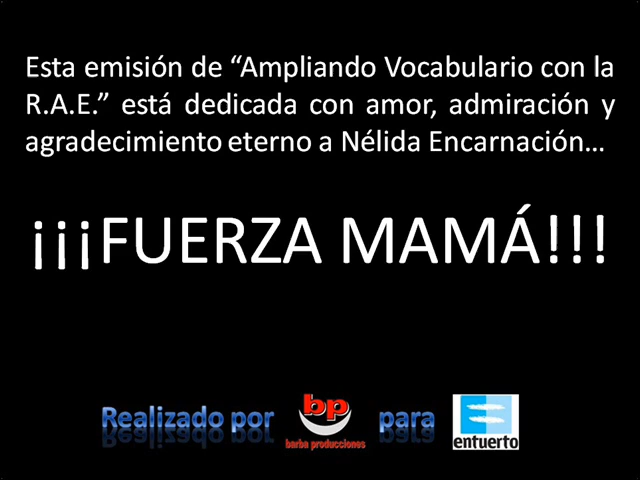 Esta emisión de “Ampliando Vocabulario con la
R.A.E.” está dedicada con amor, admiración y
agradecimiento eterno a Nélida Encarnación...
¡¡¡FUERZA MAMÁ!!!
Realizado por bp para
barba producciones
entuerto